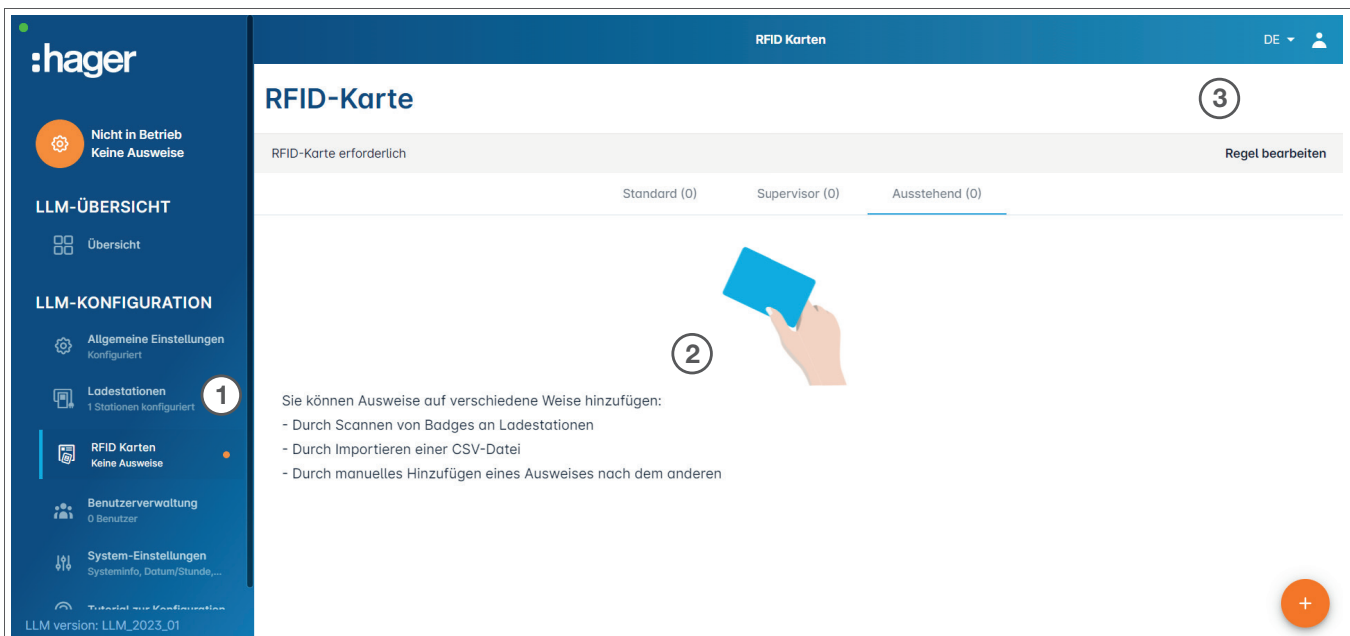 :hager
RFID Karten
DE
RFID-Karte
3
Nicht in Betrieb
Keine Ausweise
RFID-Karte erforderlich
Regel bearbeiten
Standard (0)
Supervisor (0)
Ausstehend (0)
LLM-ÜBERSICHT
Übersicht
LLM-KONFIGURATION
Allgemeine Einstellungen
Konfiguriert
Ladestationen
1 Stationen konfiguriert
1
RFID Karten
Keine Ausweise
Benutzerverwaltung
0 Benutzer
System-Einstellungen
Systeminfo, Datum/Stunde,...
Tutorial zur Konfiguration
LLM version: LLM_2023_01
2
Sie können Ausweise auf verschiedene Weise hinzufügen:
- Durch Scannen von Badges an Ladestationen
- Durch Importieren einer CSV-Datei
- Durch manuelles Hinzufügen eines Ausweises nach dem anderen
+